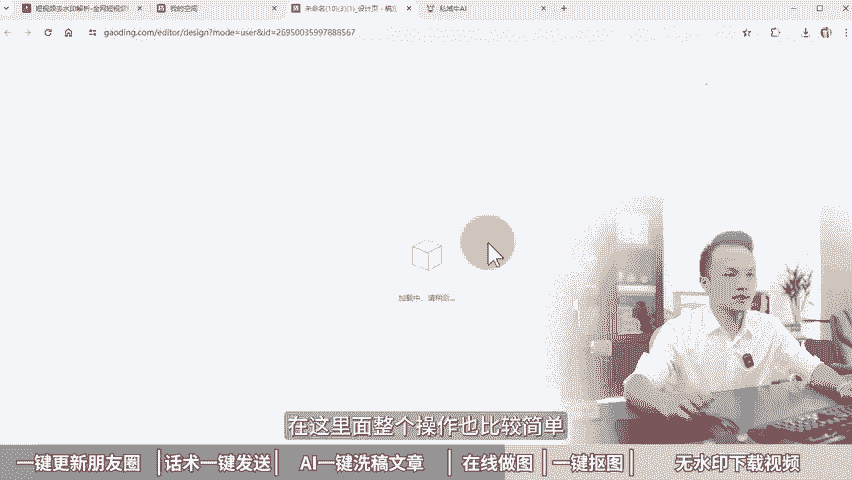 短视频去水印解析-全网短视频
我的空间
未命名(10)(3)(1)_设计页 - 稿定
私域牛AI
gaoding.com/editor/design?mode=user&id=26950035997888567
加载中, 请稍后...
在这里面整个操作也比较简单
一键更新朋友圈 | 话术一键发送 | AI一键洗稿文章 | 在线做图 | 一键抠图 | 无水印下载视频